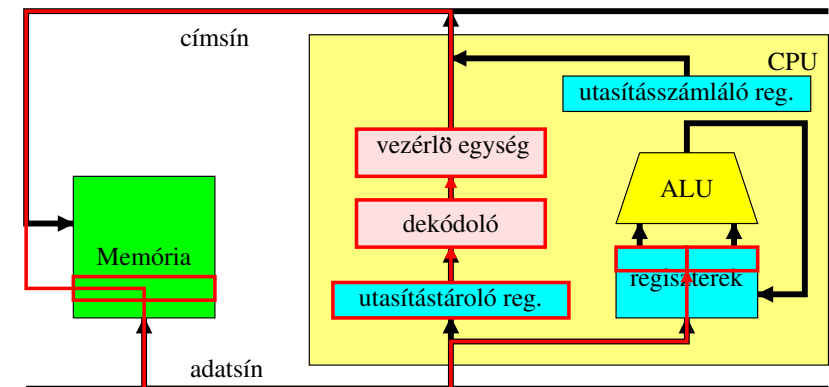 címsín
CPU
utasításszámláló reg.
vezérlő egység
ALU
dekódoló
Memória
regiszterek
utasítástároló reg.
adatsín